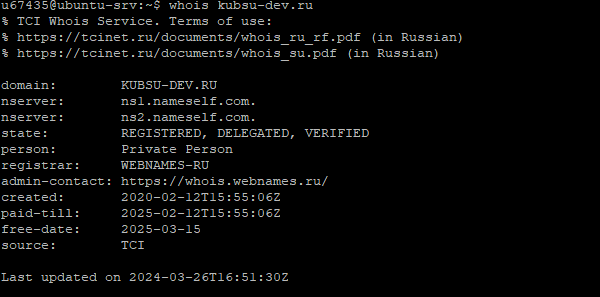 u67435@ubuntu-srv:~$ whois kubsu-dev.ru
% TCI Whois Service. Terms of use:
% https://tcinet.ru/documents/whois_ru_rf.pdf (in Russian)
% https://tcinet.ru/documents/whois_su.pdf (in Russian)

domain:        KUBSU-DEV.RU
nserver:       ns1.nameself.com.
nserver:       ns2.nameself.com.
state:         REGISTERED, DELEGATED, VERIFIED
person:        Private Person
registrar:     WEBNAMES-RU
admin-contact: https://whois.webnames.ru/
created:       2020-02-12T15:55:06Z
paid-till:     2025-02-12T15:55:06Z
free-date:     2025-03-15
source:        TCI

Last updated on 2024-03-26T16:51:30Z